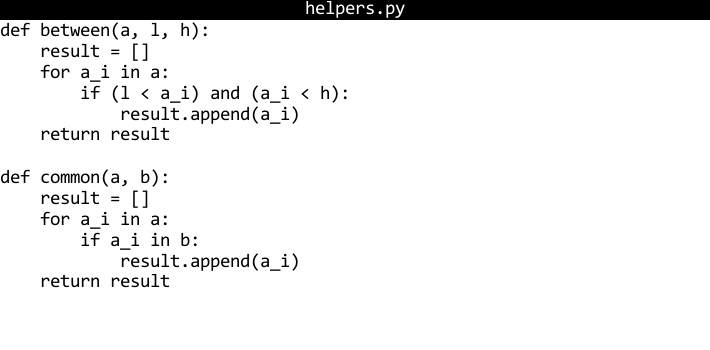 helpers.py
def between(a, l, h):
    result = []
    for a_i in a:
        if (l < a_i) and (a_i < h):
            result.append(a_i)
    return result

def common(a, b):
    result = []
    for a_i in a:
        if a_i in b:
            result.append(a_i)
    return result